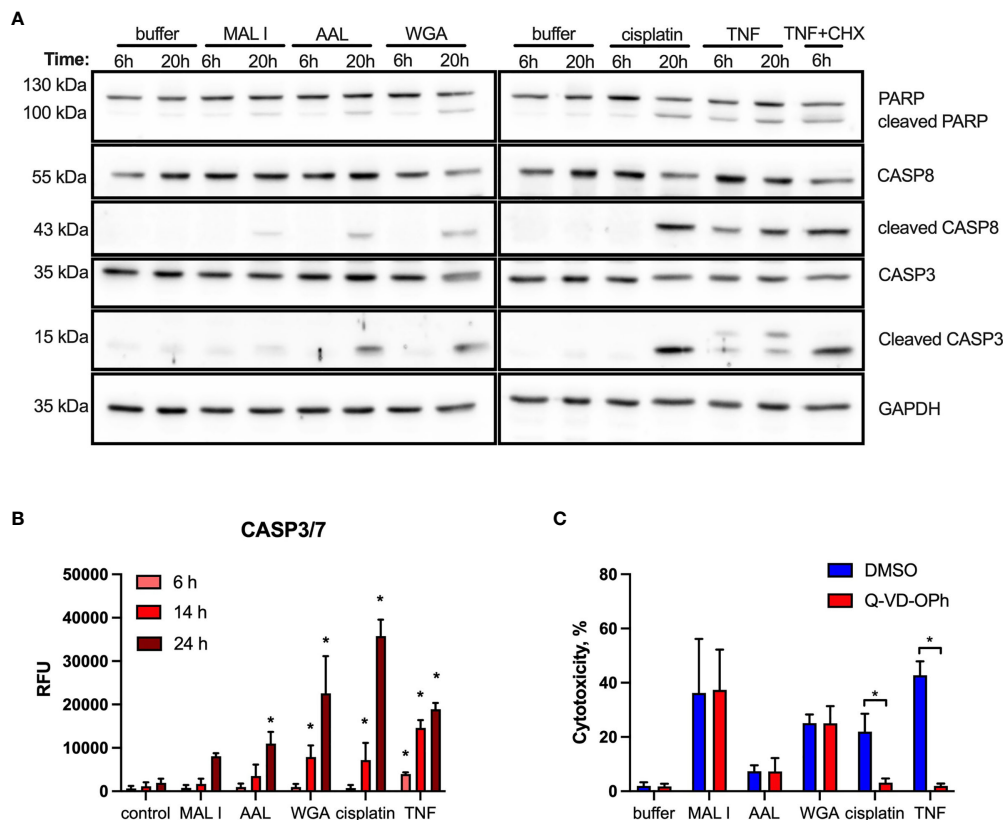 A
buffer MAL I AAL WGA buffer cisplatin TNF TNF+CHX
Time: 6h 20h 6h 20h 6h 20h 6h 20h 6h 20h 6h 20h 6h 20h 6h
130 kDa
100 kDa
PARP
cleaved PARP
55 kDa CASP8
43 kDa cleaved CASP8
35 kDa CASP3
15 kDa Cleaved CASP3
35 kDa GAPDH
B
CASP3/7
RFU
50000
40000
30000
20000
10000
0
6 h
14 h
24 h
* * * * * * * *
control MAL I AAL WGA cisplatin TNF
C
Cytotoxicity, %
80
60
40
20
0
DMSO
Q-VD-OPh
* *
buffer MAL I AAL WGA cisplatin TNF